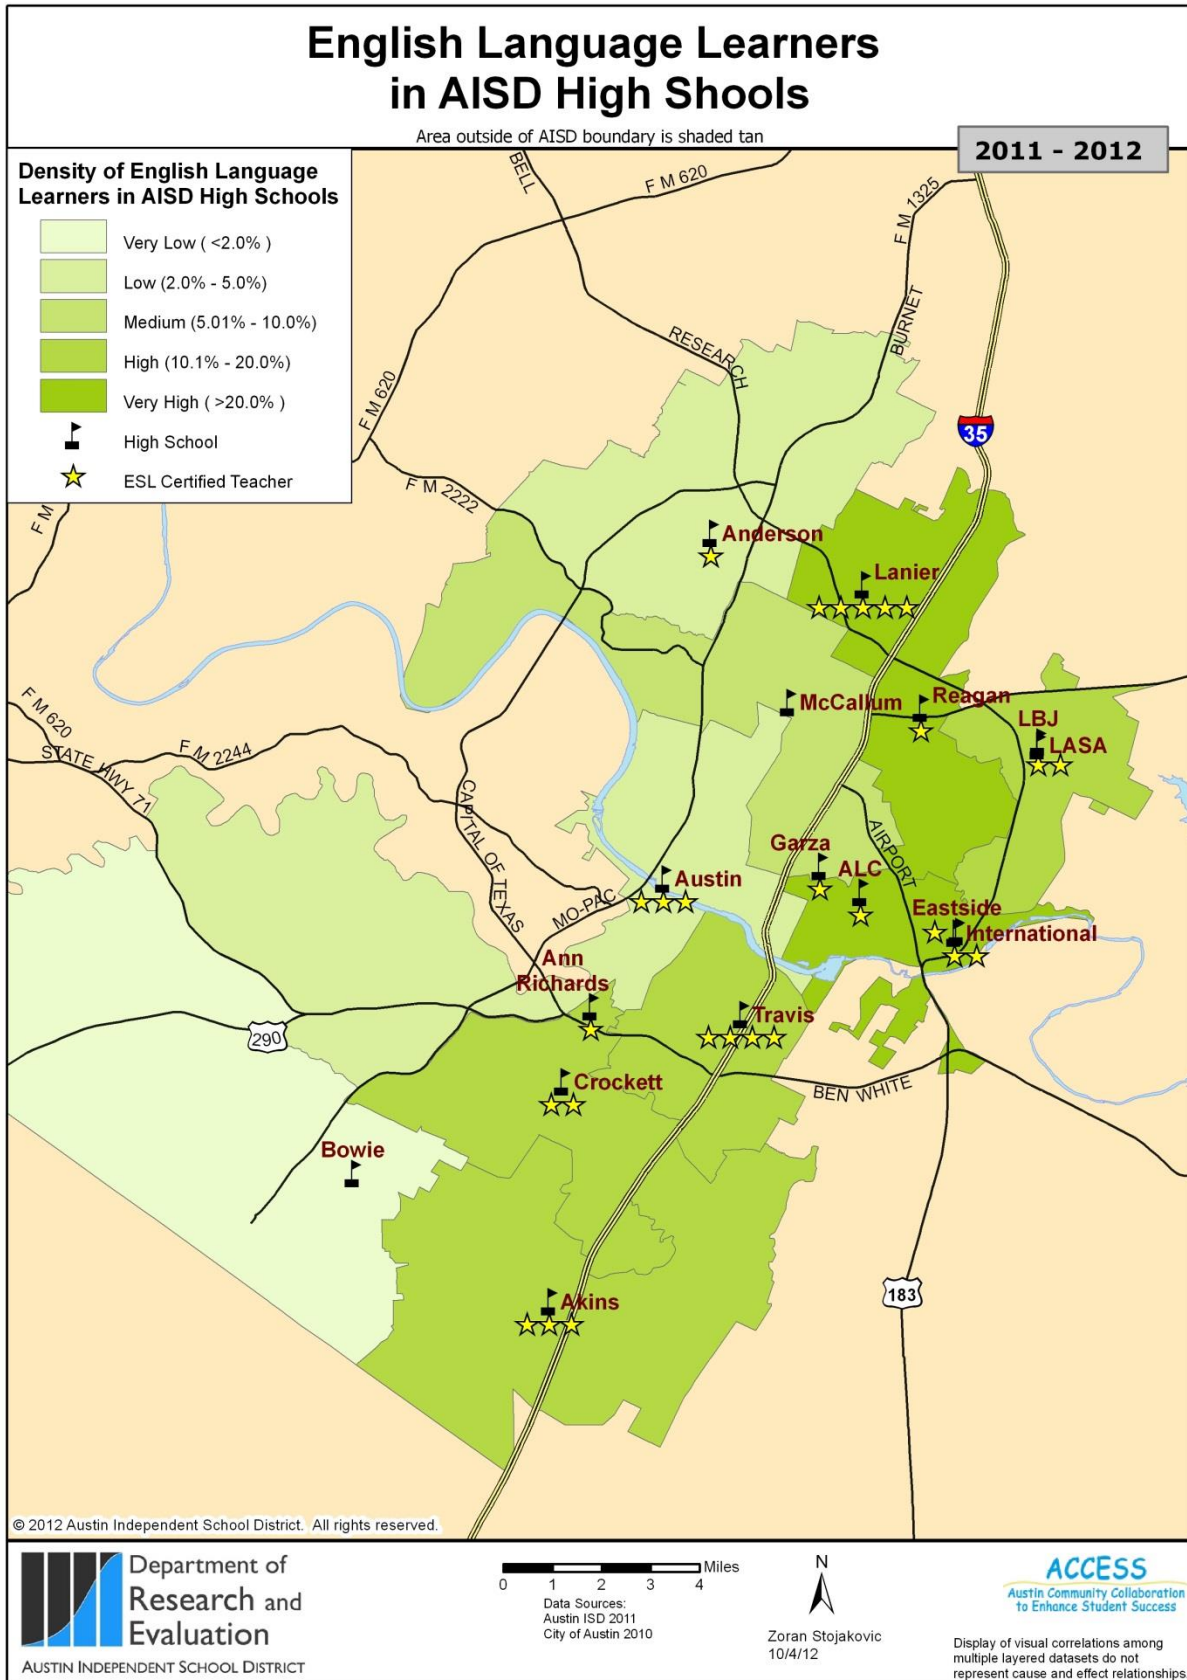 English Language Learners
in AISD High Shools
Area outside of AISD boundary is shaded tan
2011 - 2012
Density of English Language
Learners in AISD High Schools
Very Low ( <2.0% )
Low (2.0% - 5.0%)
Medium (5.01% - 10.0%)
High (10.1% - 20.0%)
Very High ( >20.0% )
High School
ESL Certified Teacher
BELL
F M 620
F M 1325
BURNET
RESEARCH
F M 620
35
F M 2222
F M
Anderson
Lanier
McCallum
Reagan
LBJ
LASA
F M 620
STATE HWY 71
F M 2244
CAPITAL OF TEXAS
AIRPORT
Garza
ALC
Austin
MO-PAC
Eastside
International
Ann
Richards
Travis
290
Crockett
BEN WHITE
Bowie
183
Akins
© 2012 Austin Independent School District.  All rights reserved.
Department of
Research and
Evaluation
AUSTIN INDEPENDENT SCHOOL DISTRICT
Miles
0 1 2 3 4
Data Sources:
Austin ISD 2011
City of Austin 2010
N
Zoran Stojakovic
10/4/12
ACCESS
Austin Community Collaboration
to Enhance Student Success
Display of visual correlations among
multiple layered datasets do not
represent cause and effect relationships